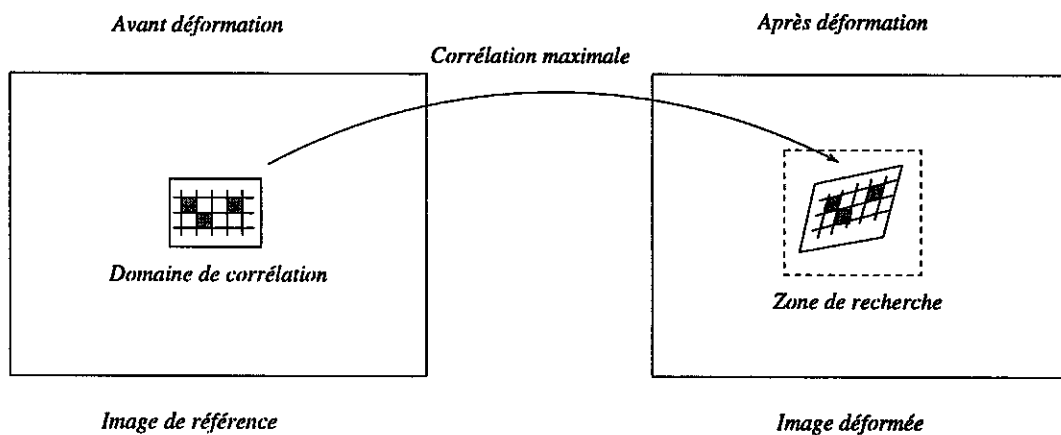 Avant déformation
Après déformation
Corrélation maximale
Domaine de corrélation
Zone de recherche
Image de référence
Image déformée